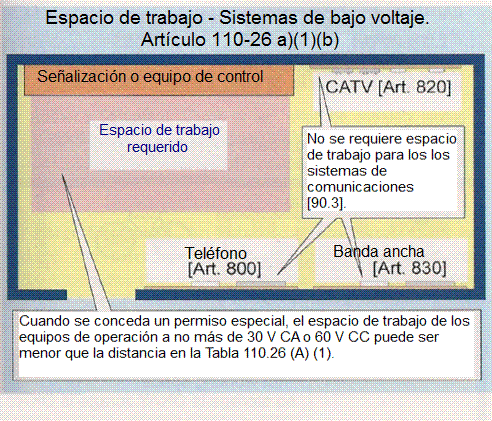 Espacio de trabajo - Sistemas de bajo voltaje.
Artículo 110-26 a)(1)(b)
Señalización o equipo de control
CATV [Art. 820]
Espacio de trabajo
requerido
No se requiere espacio
de trabajo para los los
sistemas de
comunicaciones
[90.3].
Teléfono
[Art. 800]
Banda ancha
[Art. 830]
Cuando se conceda un permiso especial, el espacio de trabajo de los
equipos de operación a no más de 30 V CA o 60 V CC puede ser
menor que la distancia en la Tabla 110.26 (A) (1).